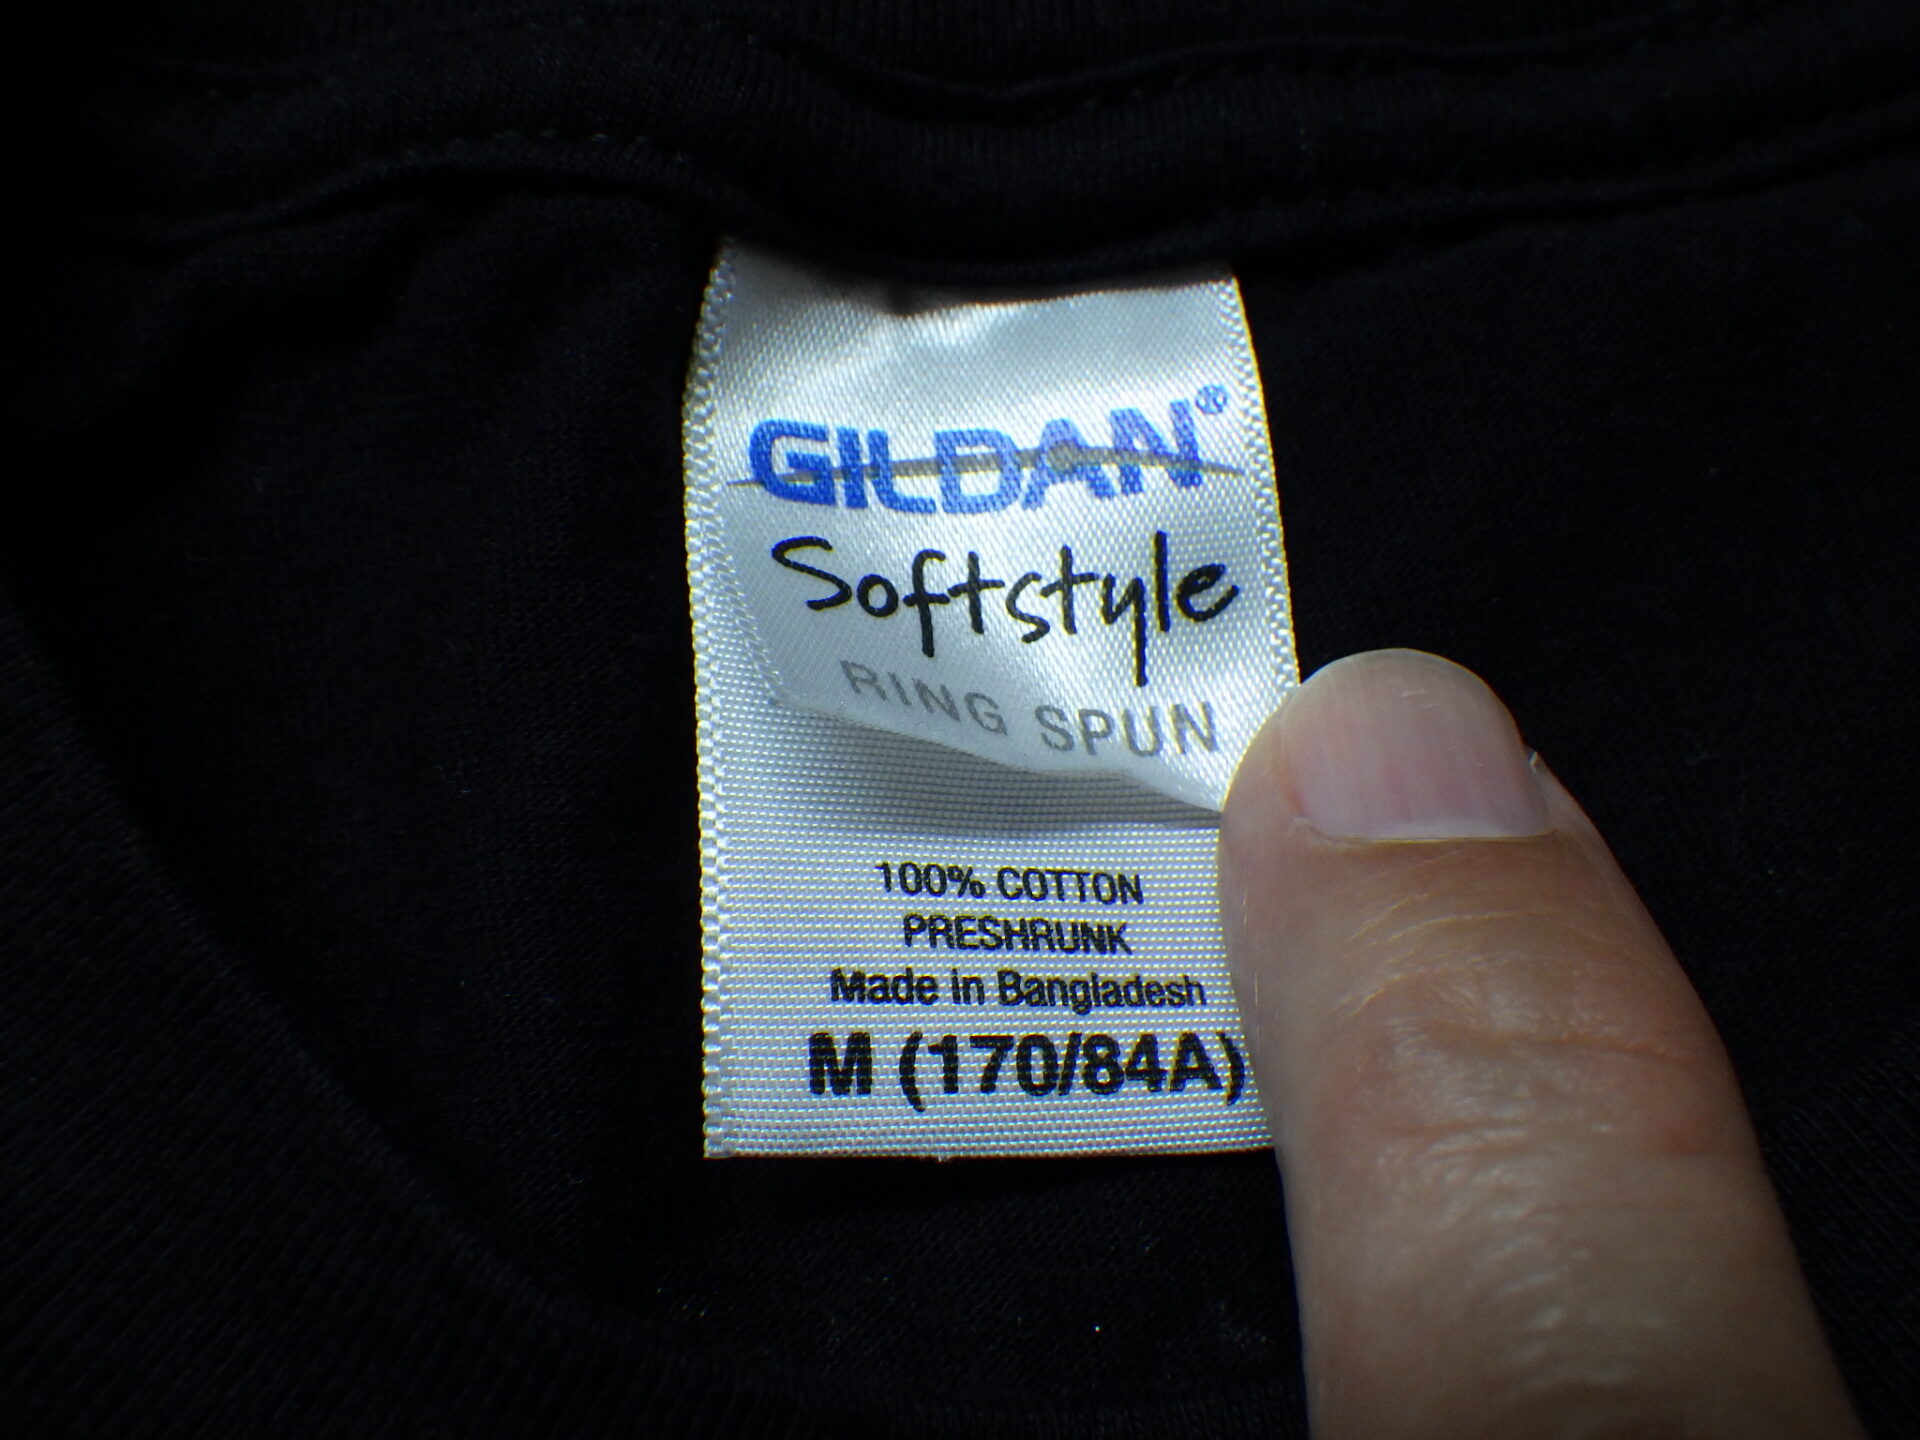 GILDAN®
Softstyle
RING SPUN
100% COTTON
PRESHRUNK
Made in Bangladesh
M (170/84A)